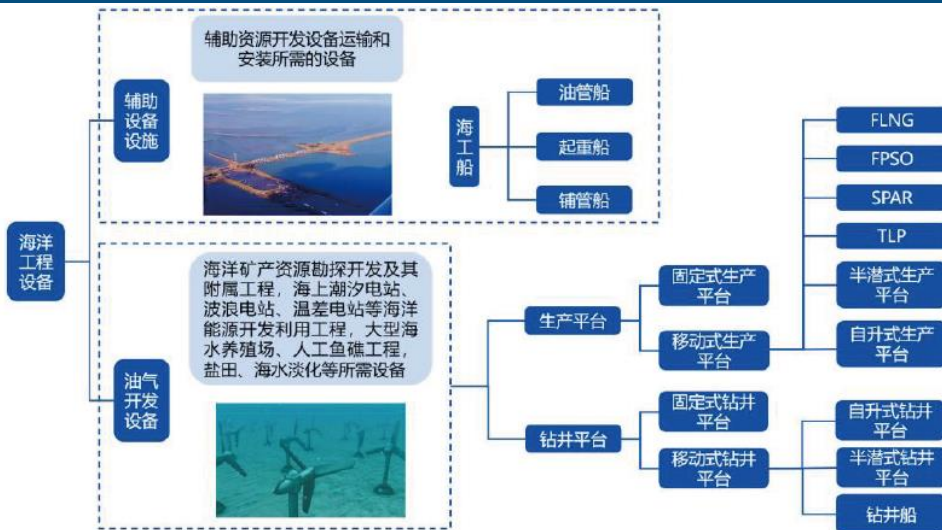 辅助资源开发设备运输和
安装所需的设备
辅助
设备
设施
海
工
船
油管船
起重船
铺管船
海洋
工程
设备
海洋矿产资源勘探开发及其
附属工程，海上潮汐电站、
波浪电站、温差电站等海洋
能源开发利用工程，大型海
水养殖场、人工鱼礁工程，
盐田、海水淡化等所需设备
油气
开发
设备
生产平台
固定式生产
平台
移动式生产
平台
FLNG
FPSO
SPAR
TLP
半潜式生产
平台
自升式生产
平台
钻井平台
固定式钻井
平台
移动式钻井
平台
自升式钻井
平台
半潜式钻井
平台
钻井船